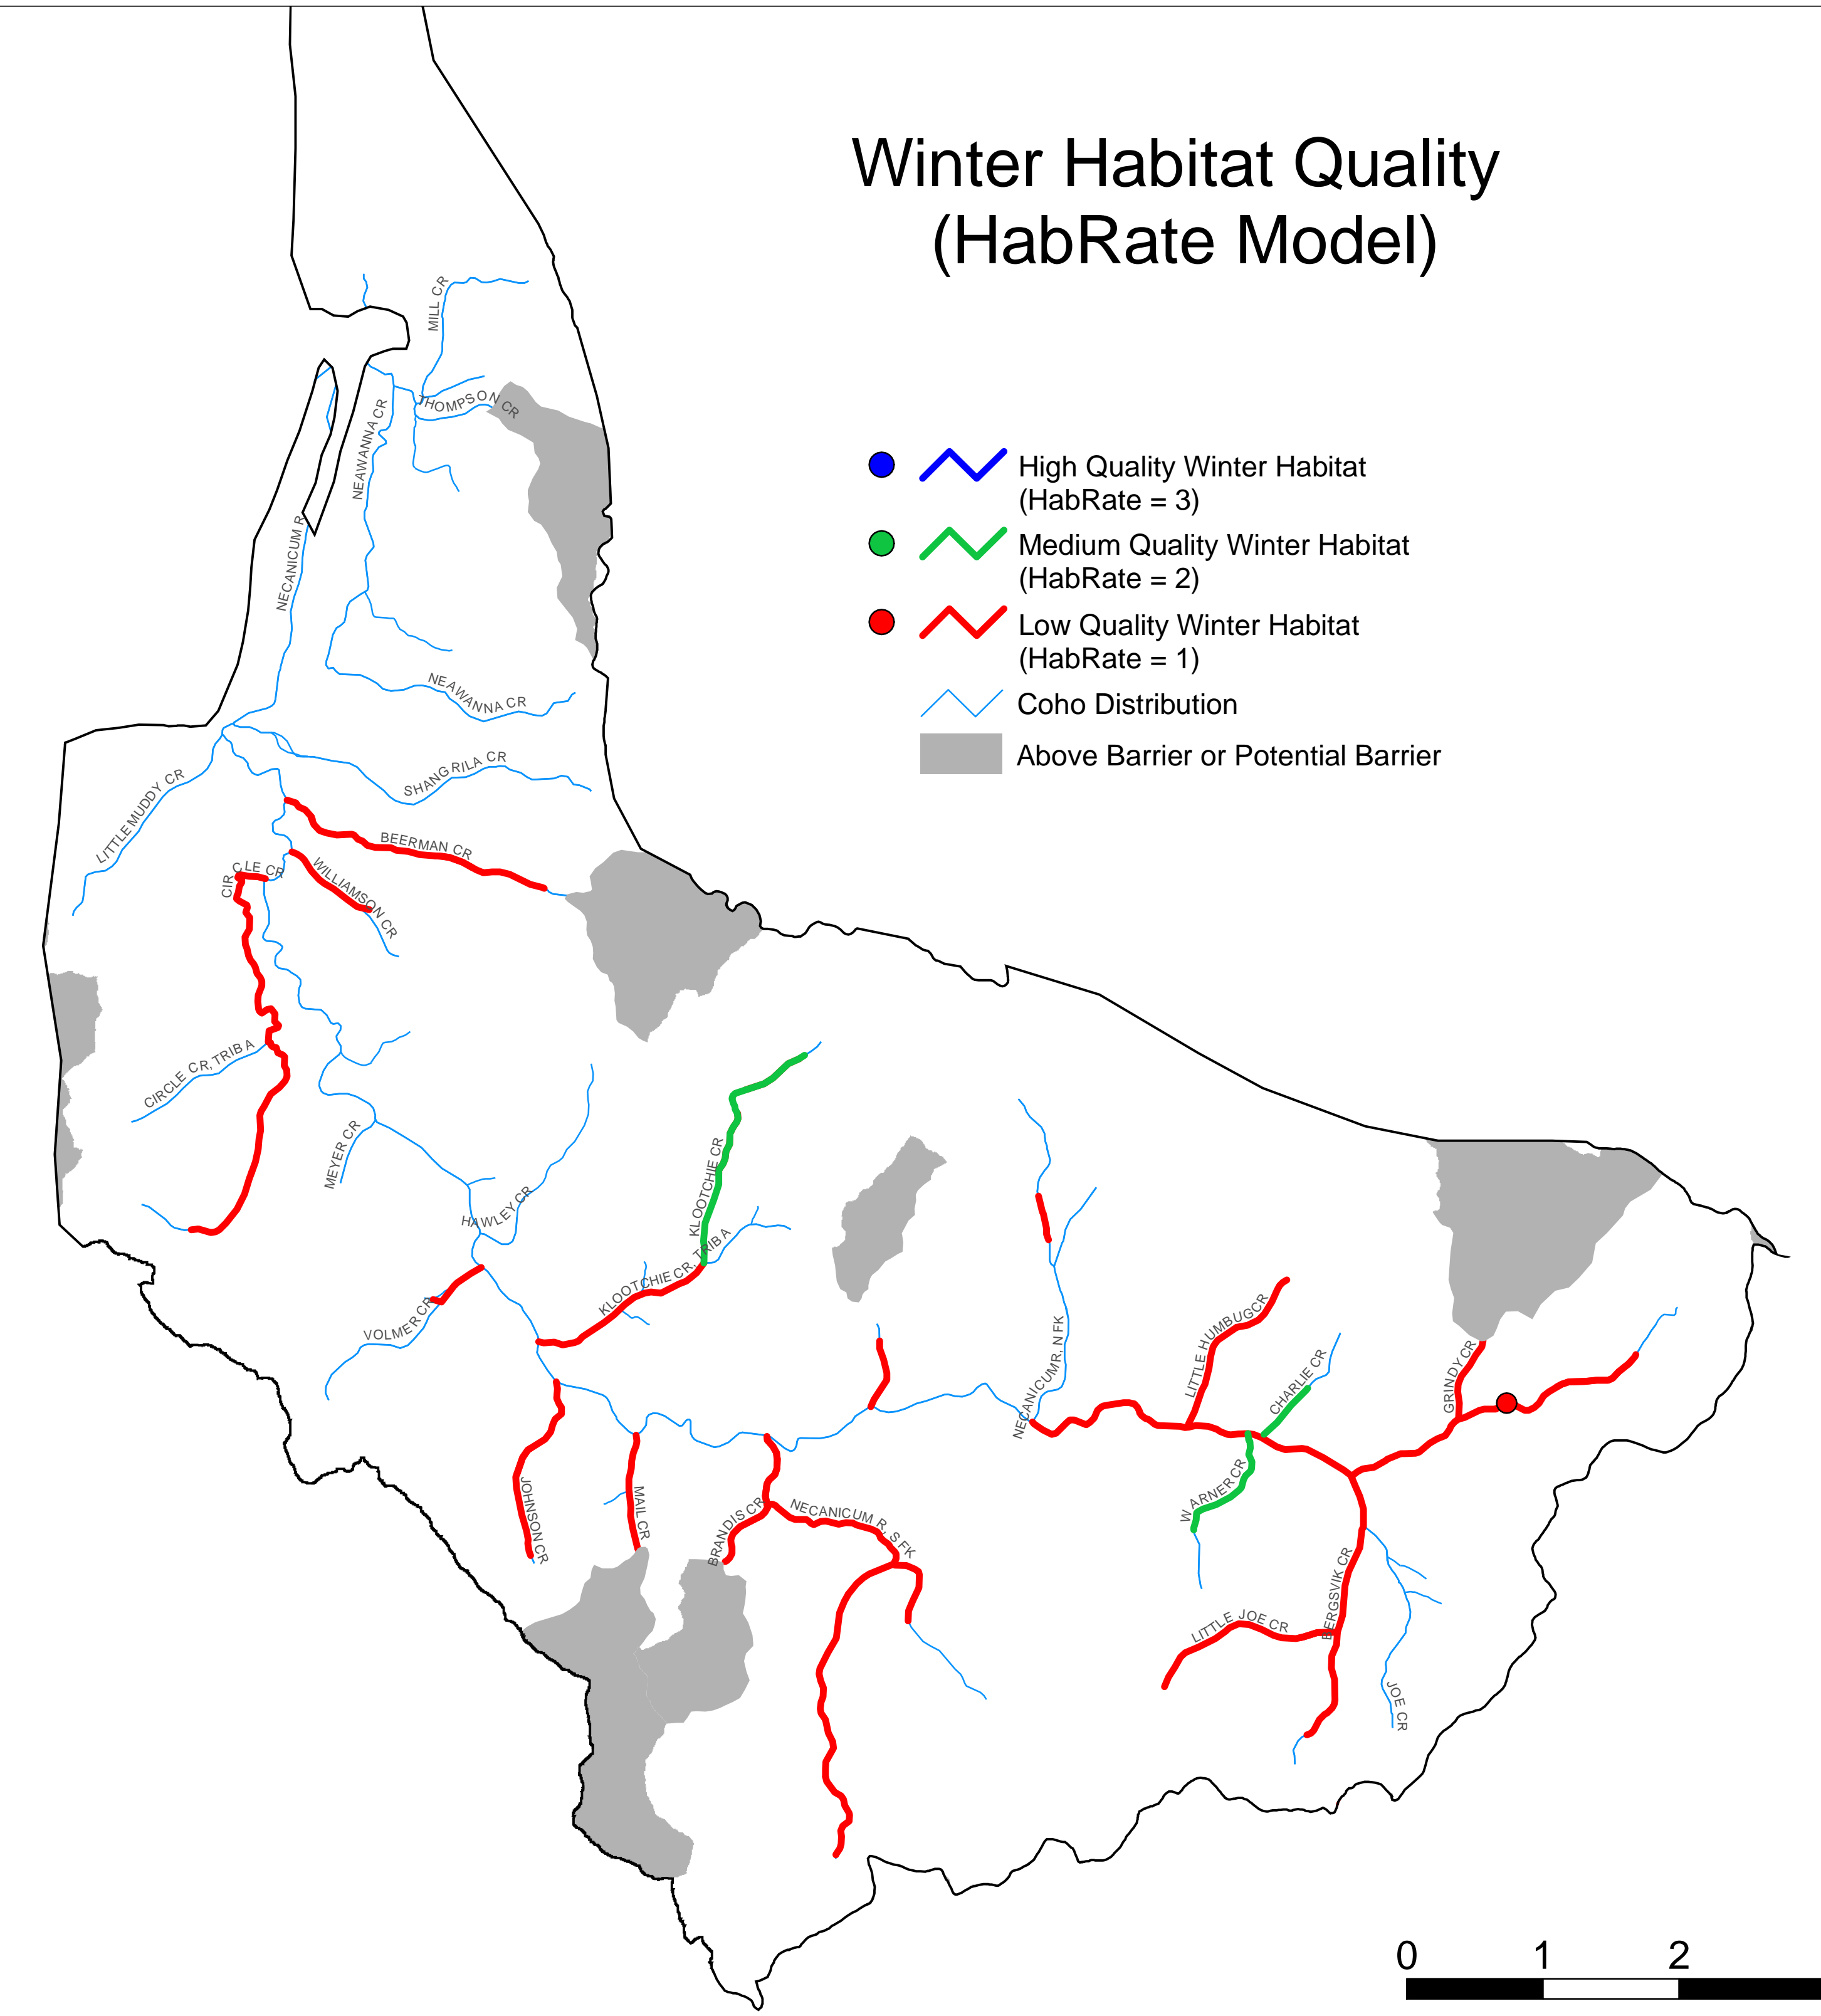 Winter Habitat Quality
(HabRate Model)
High Quality Winter Habitat
(HabRate = 3)
Medium Quality Winter Habitat
(HabRate = 2)
Low Quality Winter Habitat
(HabRate = 1)
Coho Distribution
Above Barrier or Potential Barrier
MILL CR
THOMPSON CR
NEAWANNA CR
NECANICUM R
NEAWANNA CR
SHANGRILA CR
LITTLE MUDDY CR
BEERMAN CR
CIRCLE CR
WILLIAMSON CR
CIRCLE CR, TRIB A
MEYER CR
HAWLEY CR
KLOOTCHIE CR
KLOOTCHIE CR, TRIB A
VOLMER CR
NECANICUM R, N FK
LITTLE HUMBUG CR
CHARLIE CR
GRINDY CR
WARNER CR
JOHNSON CR
MAIL CR
BRANDIS CR
NECANICUM R, S FK
BERGSVIK CR
LITTLE JOE CR
JOE CR
0 1 2